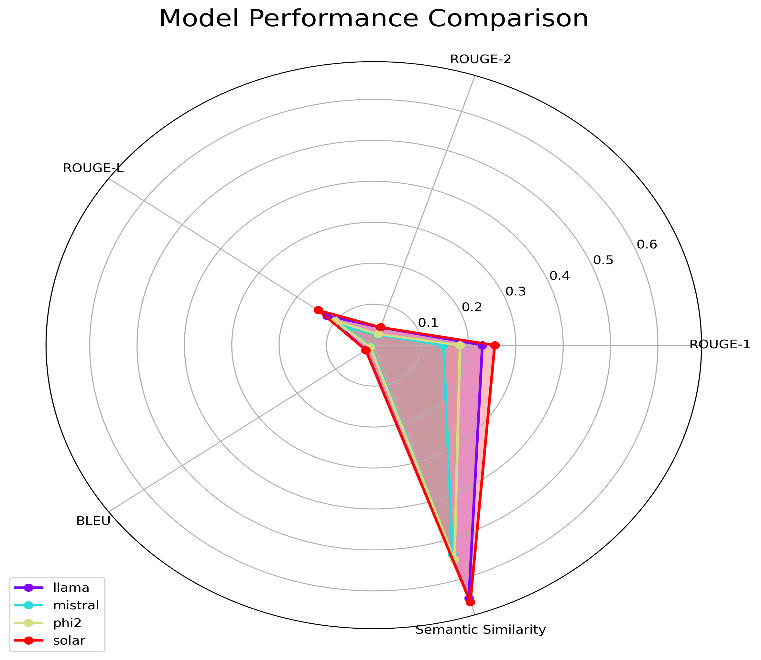 Model Performance Comparison
ROUGE-2
ROUGE-L
0.6
0.5
0.4
0.3
0.2
0.1
ROUGE-1
BLEU
Semantic Similarity
llama
mistral
phi2
solar